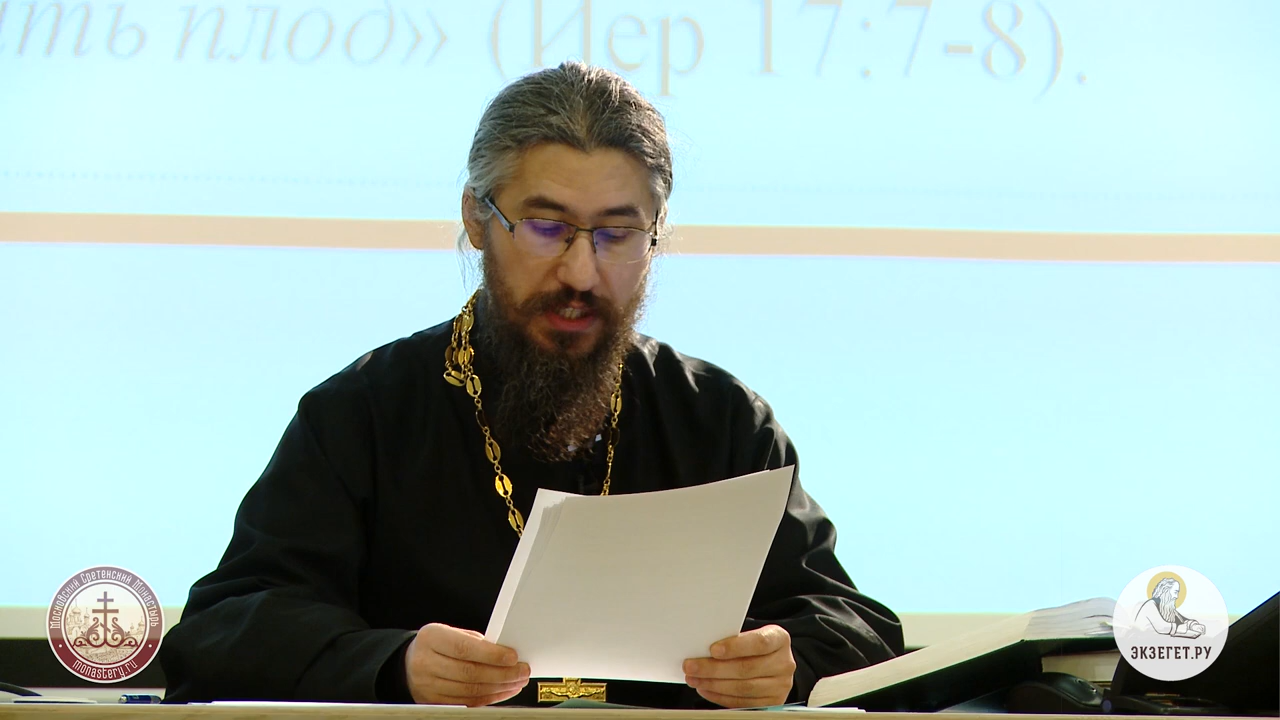 ать плод» (Иер 17:7-8).
Московский Сретенский Монастырь
monastery.ru
ЭКЗЕГЕТ.РУ